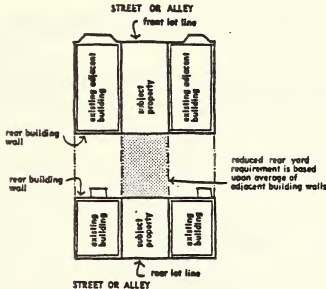 STREET OR ALLEY
front lot line
existing adjacent
building
subject
property
existing adjacent
building
rear building
wall
rear building
wall
reduced rear yard
requirement is based
upon average of
adjacent building walls
existing
building
subject
property
existing
building
rear lot line
STREET OR ALLEY